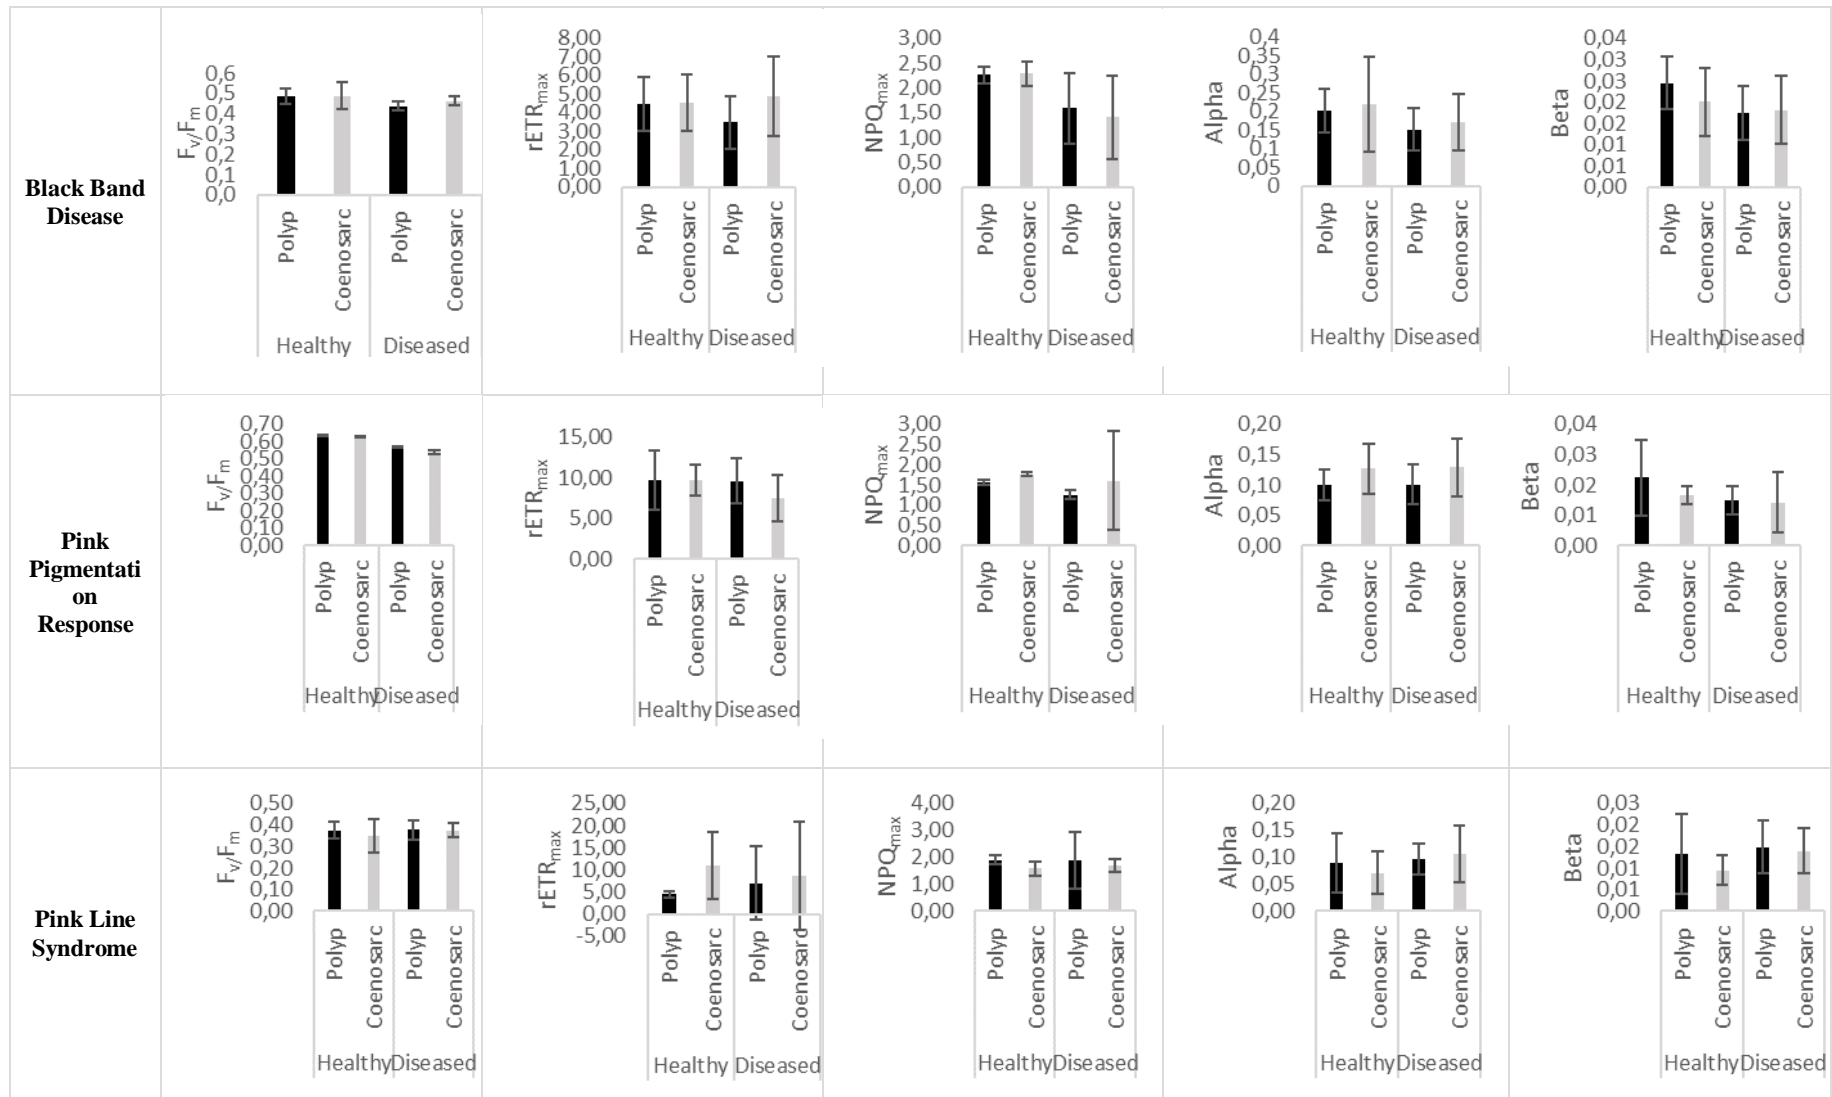 Black Band
Disease
Fv/Fm
0,6
0,5
0,4
0,3
0,2
0,1
0,0
Polyp
Coenosarc
Polyp
Coenosarc
Healthy
Diseased
rETRmax
8,00
7,00
6,00
5,00
4,00
3,00
2,00
1,00
0,00
Polyp
Coenosarc
Polyp
Coenosarc
Healthy
Diseased
NPQmax
3,00
2,50
2,00
1,50
1,00
0,50
0,00
Polyp
Coenosarc
Polyp
Coenosarc
Healthy
Diseased
Alpha
0,4
0,35
0,3
0,25
0,2
0,15
0,1
0,05
0
Polyp
Coenosarc
Polyp
Coenosarc
Healthy
Diseased
Beta
0,04
0,03
0,03
0,02
0,02
0,01
0,01
0,00
Polyp
Coenosarc
Polyp
Coenosarc
Healthy
Diseased
Pink
Pigmentati
on
Response
Fv/Fm
0,70
0,60
0,50
0,40
0,30
0,20
0,10
0,00
Polyp
Coenosarc
Polyp
Coenosarc
Healthy
Diseased
rETRmax
15,00
10,00
5,00
0,00
Polyp
Coenosarc
Polyp
Coenosarc
Healthy
Diseased
NPQmax
3,00
2,50
2,00
1,50
1,00
0,50
0,00
Polyp
Coenosarc
Polyp
Coenosarc
Healthy
Diseased
Alpha
0,20
0,15
0,10
0,05
0,00
Polyp
Coenosarc
Polyp
Coenosarc
Healthy
Diseased
Beta
0,04
0,03
0,02
0,01
0,00
Polyp
Coenosarc
Polyp
Coenosarc
Healthy
Diseased
Pink Line
Syndrome
Fv/Fm
0,50
0,40
0,30
0,20
0,10
0,00
Polyp
Coenosarc
Polyp
Coenosarc
Healthy
Diseased
rETRmax
25,00
20,00
15,00
10,00
5,00
0,00
-5,00
Polyp
Coenosarc
Polyp
Coenosarc
Healthy
Diseased
NPQmax
4,00
3,00
2,00
1,00
0,00
Polyp
Coenosarc
Polyp
Coenosarc
Healthy
Diseased
Alpha
0,20
0,15
0,10
0,05
0,00
Polyp
Coenosarc
Polyp
Coenosarc
Healthy
Diseased
Beta
0,03
0,02
0,02
0,01
0,01
0,00
Polyp
Coenosarc
Polyp
Coenosarc
Healthy
Diseased